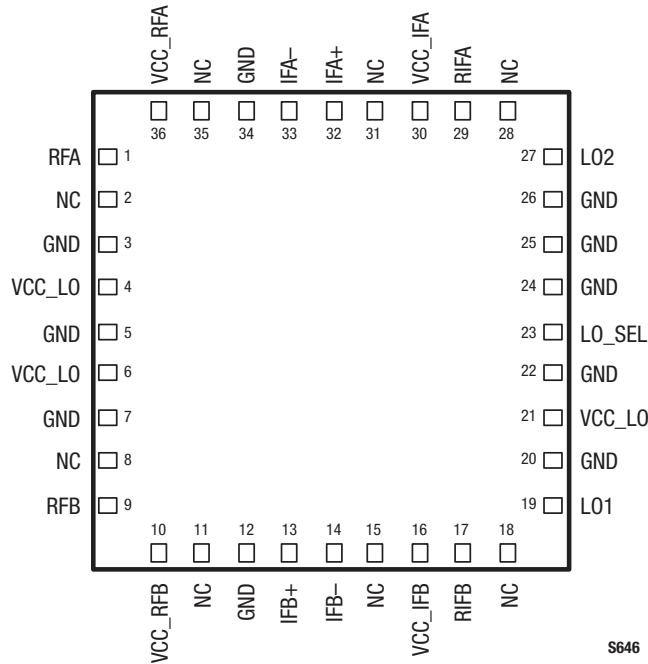 VCC_RFA
NC
GND
IFA–
IFA+
NC
VCC_IFA
RIFA
NC
36
35
34
33
32
31
30
29
28
RFA 1
NC 2
GND 3
VCC_LO 4
GND 5
VCC_LO 6
GND 7
NC 8
RFB 9
27 LO2
26 GND
25 GND
24 GND
23 LO_SEL
22 GND
21 VCC_LO
20 GND
19 LO1
10
11
12
13
14
15
16
17
18
VCC_RFB
NC
GND
IFB+
IFB–
NC
VCC_IFB
RIFB
NC
S646